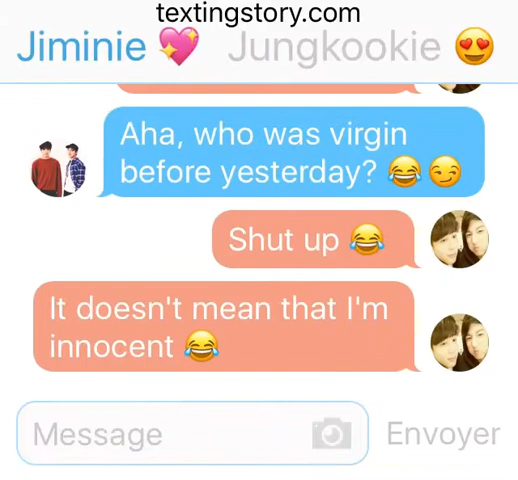 textingstory.com
Jiminie 💖 Jungkookie 😍
Aha, who was virgin
before yesterday? 😂 😏
Shut up 😂
It doesn't mean that I'm
innocent 😂
Message Envoyer